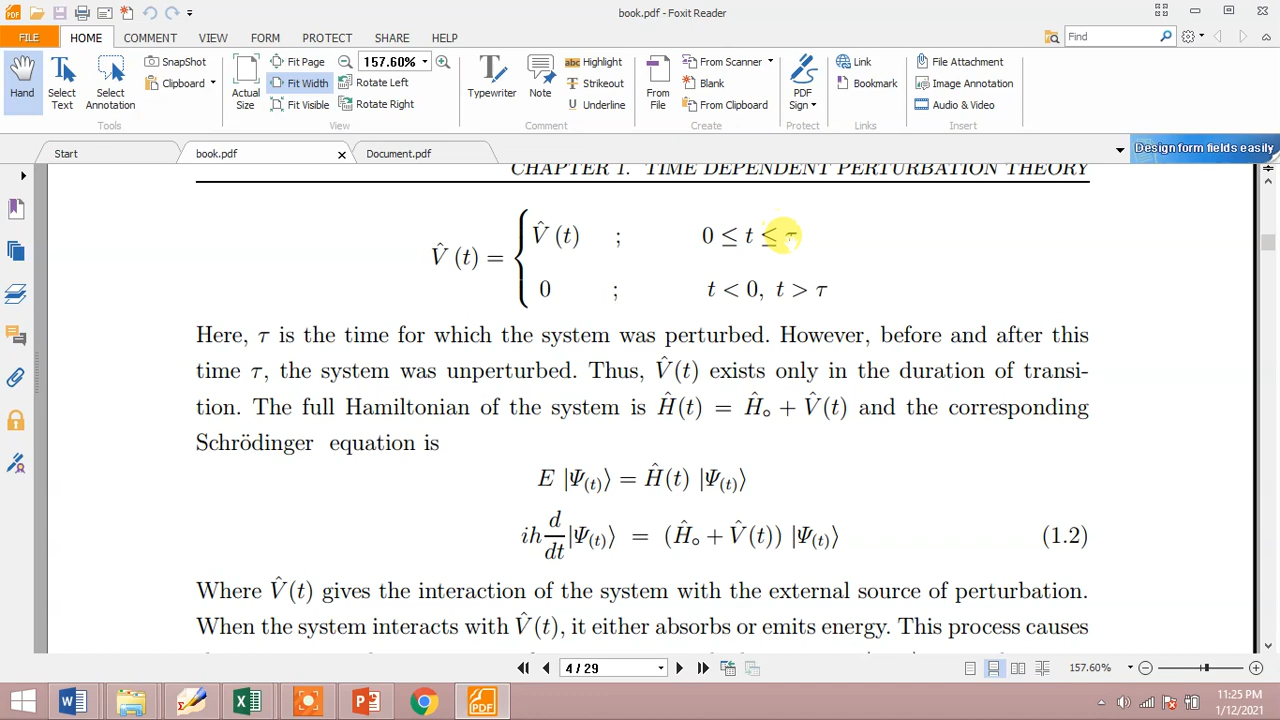 book.pdf - Foxit Reader
FILE HOME COMMENT VIEW FORM PROTECT SHARE HELP Find
Hand Select Text Select Annotation SnapShot Clipboard Actual Size Fit Page Fit Width Fit Visible 157.60% Rotate Left Rotate Right Typewriter Note Highlight Strikeout Underline From File From Scanner Blank From Clipboard PDF Sign Link Bookmark File Attachment Image Annotation Audio & Video
Tools View Comment Create Protect Links Insert
Start book.pdf Document.pdf Design form fields easily
CHAPTER 1. TIME DEPENDENT PERTURBATION THEORY
V̂ (t) = { V̂ (t) ; 0 ≤ t ≤ τ
0 ; t < 0, t > τ
Here, τ is the time for which the system was perturbed. However, before and after this
time τ, the system was unperturbed. Thus, V̂(t) exists only in the duration of transi-
tion. The full Hamiltonian of the system is Ĥ(t) = Ĥ∘ + V̂(t) and the corresponding
Schrödinger equation is
E |Ψ(t)⟩ = Ĥ(t) |Ψ(t)⟩
ih d/dt |Ψ(t)⟩ = (Ĥ∘ + V̂(t)) |Ψ(t)⟩ (1.2)
Where V̂(t) gives the interaction of the system with the external source of perturbation.
When the system interacts with V̂(t), it either absorbs or emits energy. This process causes
4 / 29 157.60%
11:25 PM
1/12/2021